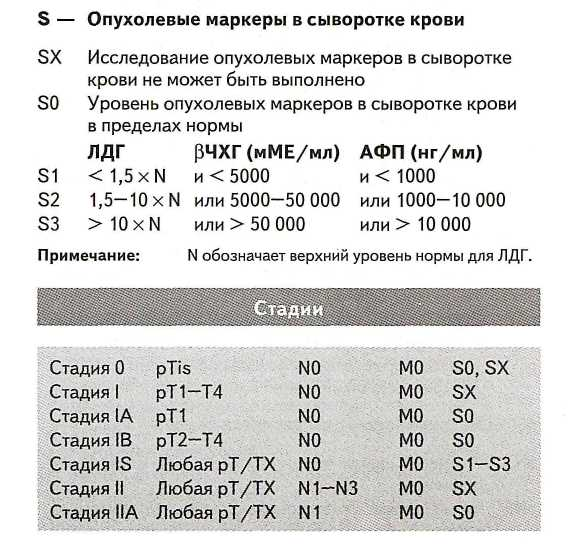 S — Опухолевые маркеры в сыворотке крови
SX Исследование опухолевых маркеров в сыворотке
крови не может быть выполнено
S0 Уровень опухолевых маркеров в сыворотке крови
в пределах нормы
ЛДГ βЧХГ (мМЕ/мл) АФП (нг/мл)
S1 < 1,5 × N и < 5000 и < 1000
S2 1,5—10 × N или 5000—50 000 или 1000—10 000
S3 > 10 × N или > 50 000 или > 10 000
Примечание: N обозначает верхний уровень нормы для ЛДГ.
Стадии
Стадия 0 pTis N0 M0 S0, SX
Стадия I pT1—T4 N0 M0 SX
Стадия IA pT1 N0 M0 S0
Стадия IB pT2—T4 N0 M0 S0
Стадия IS Любая pT/TX N0 M0 S1—S3
Стадия II Любая pT/TX N1—N3 M0 SX
Стадия IIA Любая pT/TX N1 M0 S0